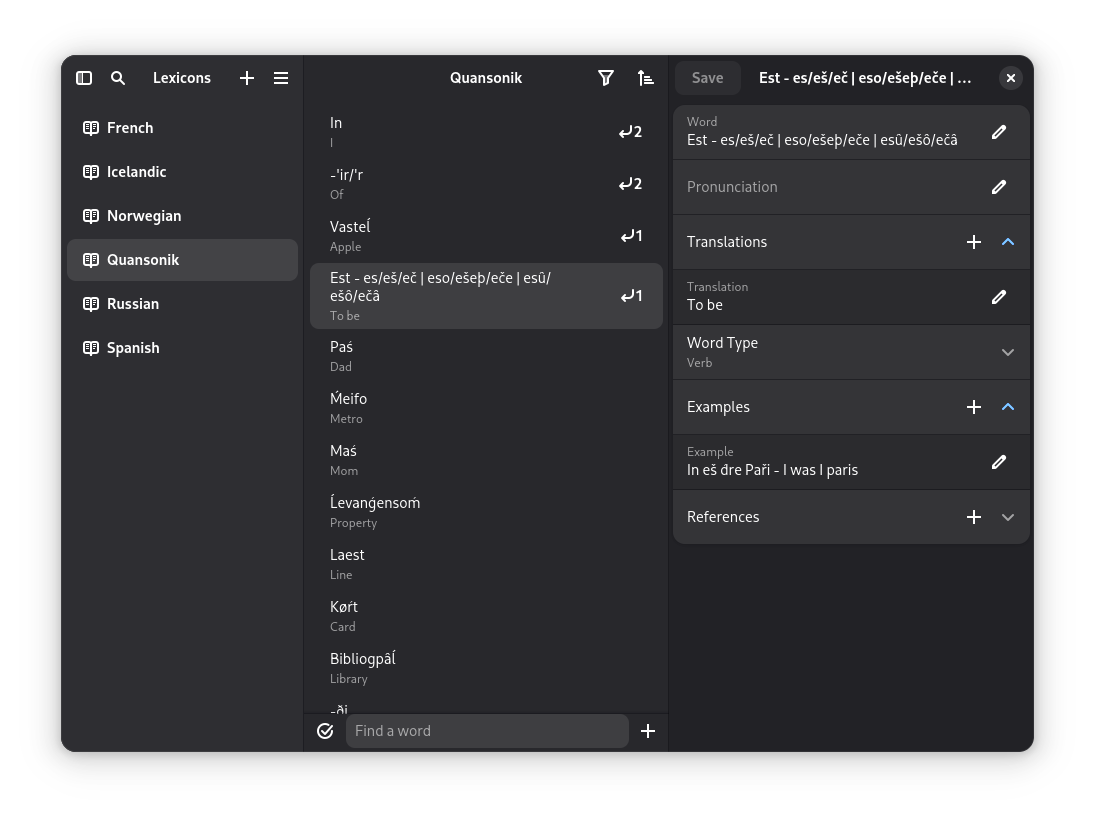 Lexicons
French
Icelandic
Norwegian
Quansonik
Russian
Spanish
Quansonik
In
I
2
-'ir/'r
Of
2
Vasteĺ
Apple
1
Est - es/eš/eč | eso/ešeþ/eče | esû/
ešô/ečâ
To be
1
Paś
Dad
Ḿeifo
Metro
Maś
Mom
Ĺevanǵensoḿ
Property
Laest
Line
Køŕt
Card
Bibliogpâĺ
Library
-ði
Find a word
Save
Est - es/eš/eč | eso/ešeþ/eče | ...
Word
Est - es/eš/eč | eso/ešeþ/eče | esû/ešô/ečâ
Pronunciation
Translations
Translation
To be
Word Type
Verb
Examples
Example
In eš đre Paři - I was I paris
References